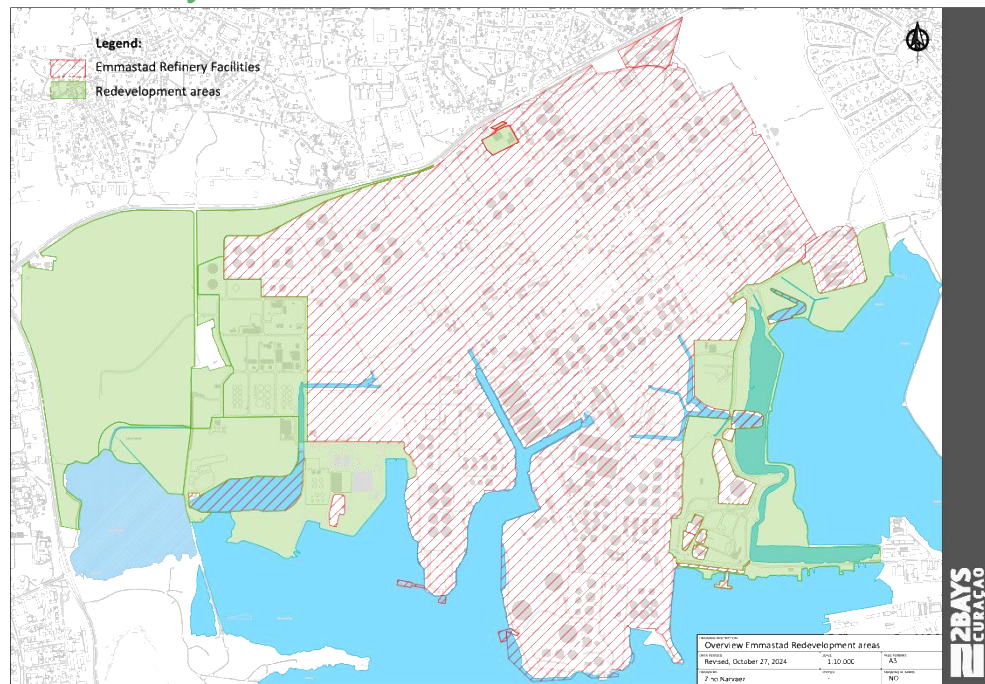 Legend:
Emmastad Refinery Facilities
Redevelopment areas
Overview Emmastad Redevelopment areas
Revised, October 27, 2024
1:10.000
A3
NO
2BAYS
CURAÇAO